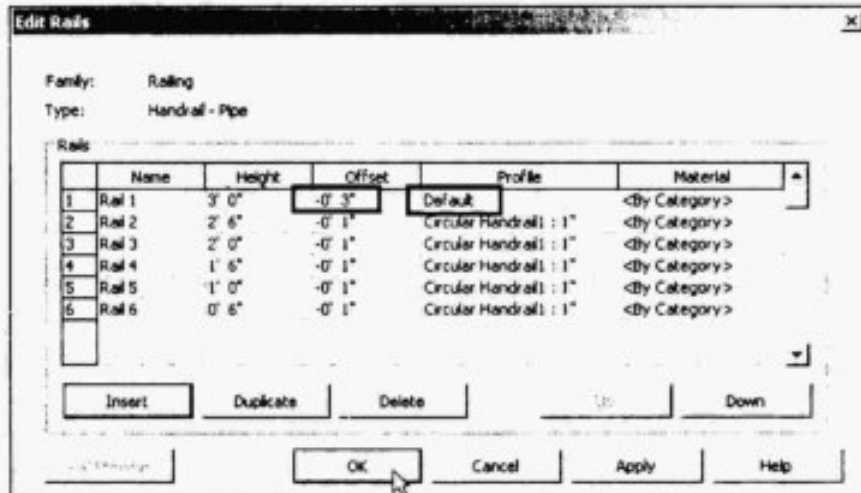 Edit Rails
Family: Railing
Type: Handrail - Pipe
Rails
Name Height Offset Profile Material
1 Rail 1 3' 0" -0' 3" Default <By Category>
2 Rail 2 2' 6" -0' 1" Circular Handrail1 : 1" <By Category>
3 Rail 3 2' 0" -0' 1" Circular Handrail1 : 1" <By Category>
4 Rail 4 1' 6" -0' 1" Circular Handrail1 : 1" <By Category>
5 Rail 5 1' 0" -0' 1" Circular Handrail1 : 1" <By Category>
6 Rail 6 0' 6" -0' 1" Circular Handrail1 : 1" <By Category>
Insert Duplicate Delete Up Down
OK Cancel Apply Help